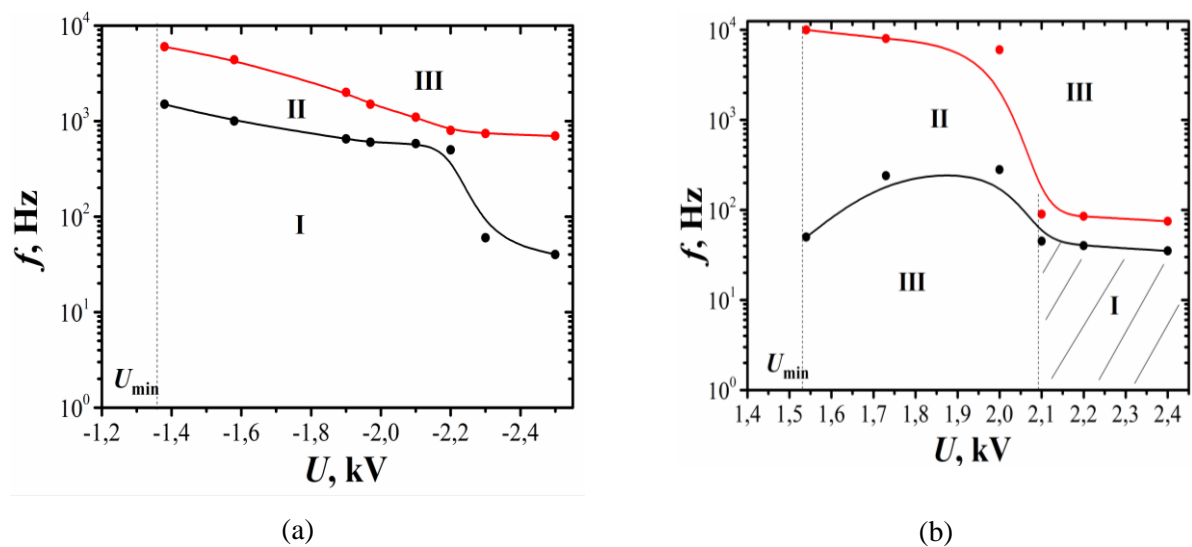 10⁴
10³
10²
10¹
10⁰
f, Hz
III
II
I
Uₘᵢₙ
-1,2 -1,4 -1,6 -1,8 -2,0 -2,2 -2,4
U, kV
(a)
10⁴
10³
10²
10¹
10⁰
f, Hz
III
II
III
I
Uₘᵢₙ
1,4 1,5 1,6 1,7 1,8 1,9 2,0 2,1 2,2 2,3 2,4
U, kV
(b)